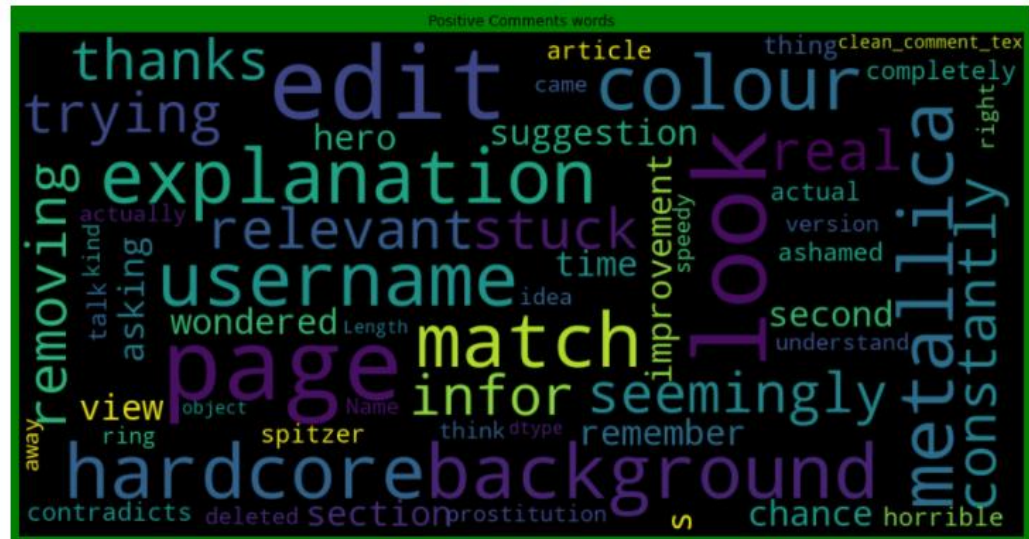 Positive Comments words
thanks
edit
article
thing
clean_comment_tex
came
colour
completely
trying
hero
suggestion
right
explanation
look
real
metallica
removing
actually
relevant
stuck
improvement
speedy
actual
version
ashamed
constantly
talk
kind
asking
username
time
idea
wondered
Length
match
second
understand
page
infor
seemingly
view
object
Name
ring
spitzer
think
dtype
remember
away
hardcore
background
contradicts
deleted
section
prostitution
s
chance
horrible